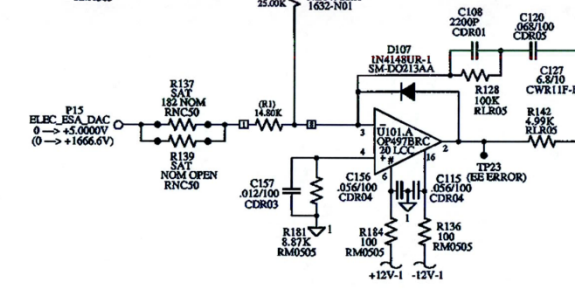 25.00K
1632-N01
C108
2200P
CDR01
C120
.068/100
CDR05
D107
IN4148UR-1
SM-DO213AA
C127
6.8/10
CWR11F-
R128
100K
RLR05
R137
SAT
182 NOM
RNC50
(R1)
14.80K
P15
ELEC_ESA_DAC
0 → +5.0000V
(0 → +1666.6V)
R139
SAT
NOM OPEN
RNC50
3
4
U101.A
OP497BRC
20 LCC
+
#
2
6
16
R142
4.99K
RLR05
TP23
(EE ERROR)
C157
.012/100
CDR03
C156
.056/100
CDR04
C115
.056/100
CDR04
1
R181
8.87K
RM0505
1
R184
100
RM0505
R136
100
RM0505
+12V-1
-12V-1